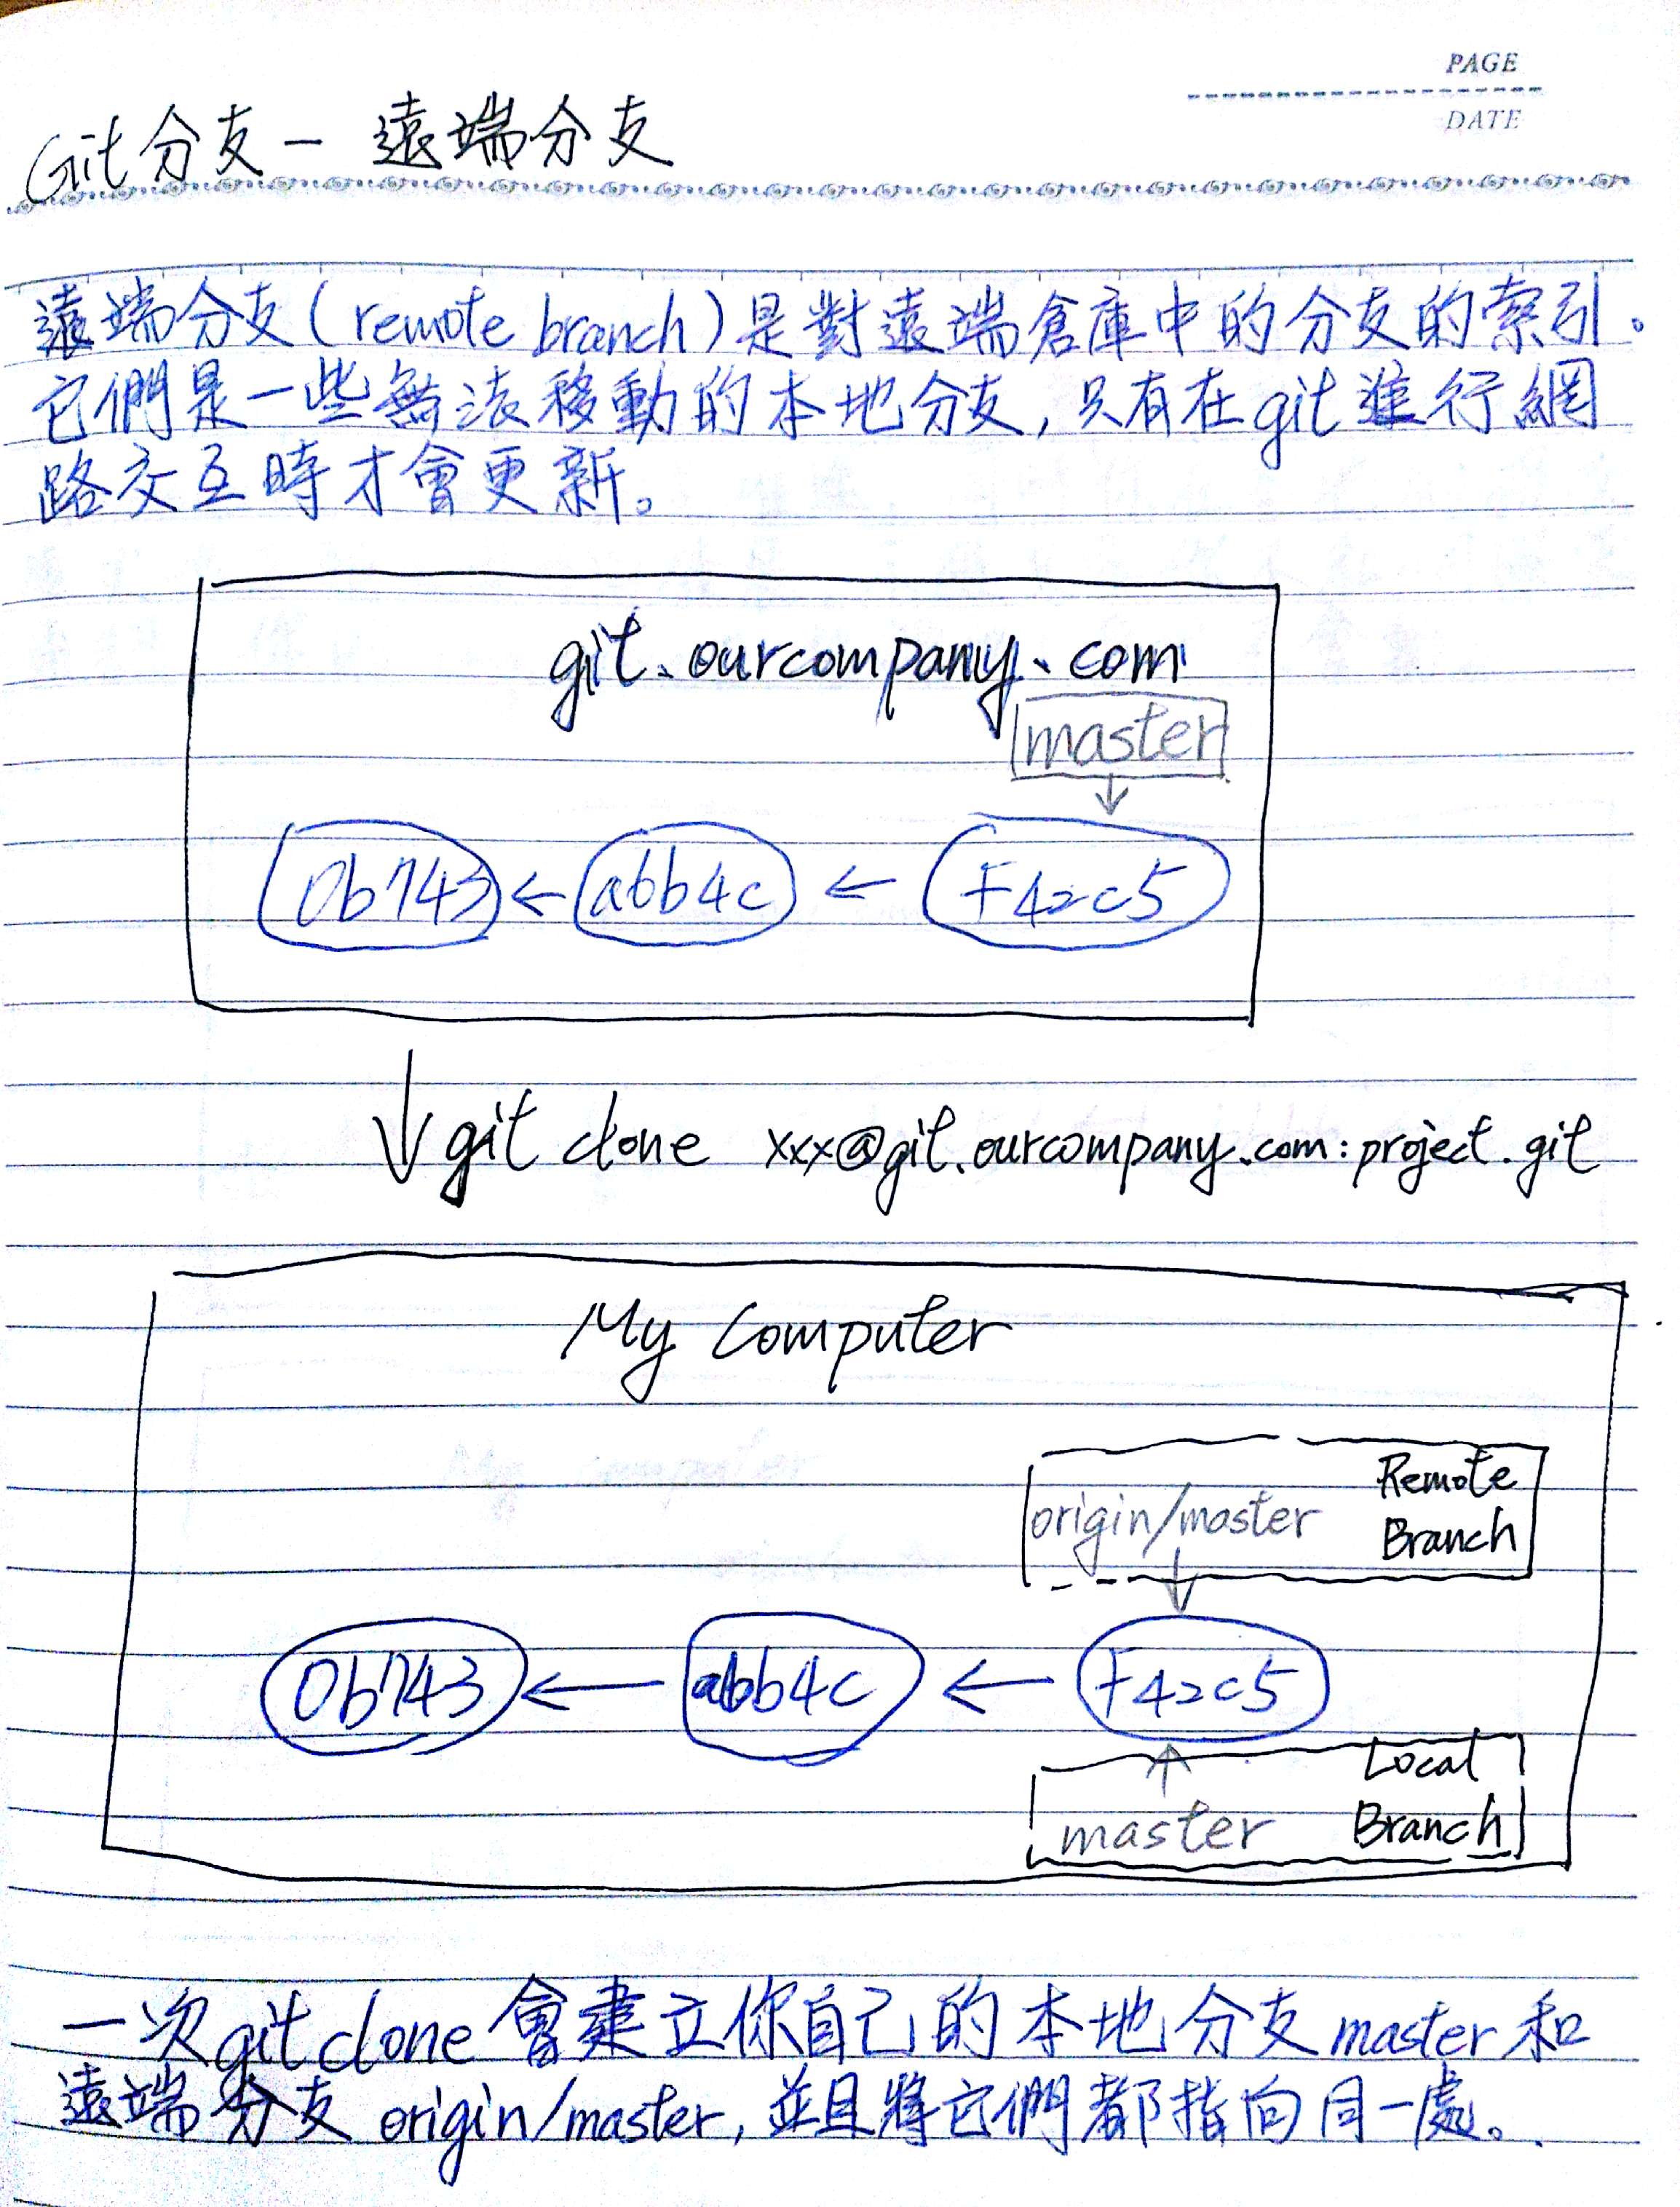 PAGE
DATE
Git分支 - 遠端分支
遠端分支(remote branch)是對遠端倉庫中的分支的索引。
它們是一些無法移動的本地分支,只有在git進行網
路交互時才會更新。
git.ourcompany.com
master
0b743 ← a6b4c ← F42c5
↓ git clone xxx@git.ourcompany.com:project.git
My Computer
Remote
origin/master Branch
0b743 ← a6b4c ← F42c5
Local
master Branch
一次git clone會建立你自己的本地分支master和
遠端分支origin/master,並且將它們都指向同一處。